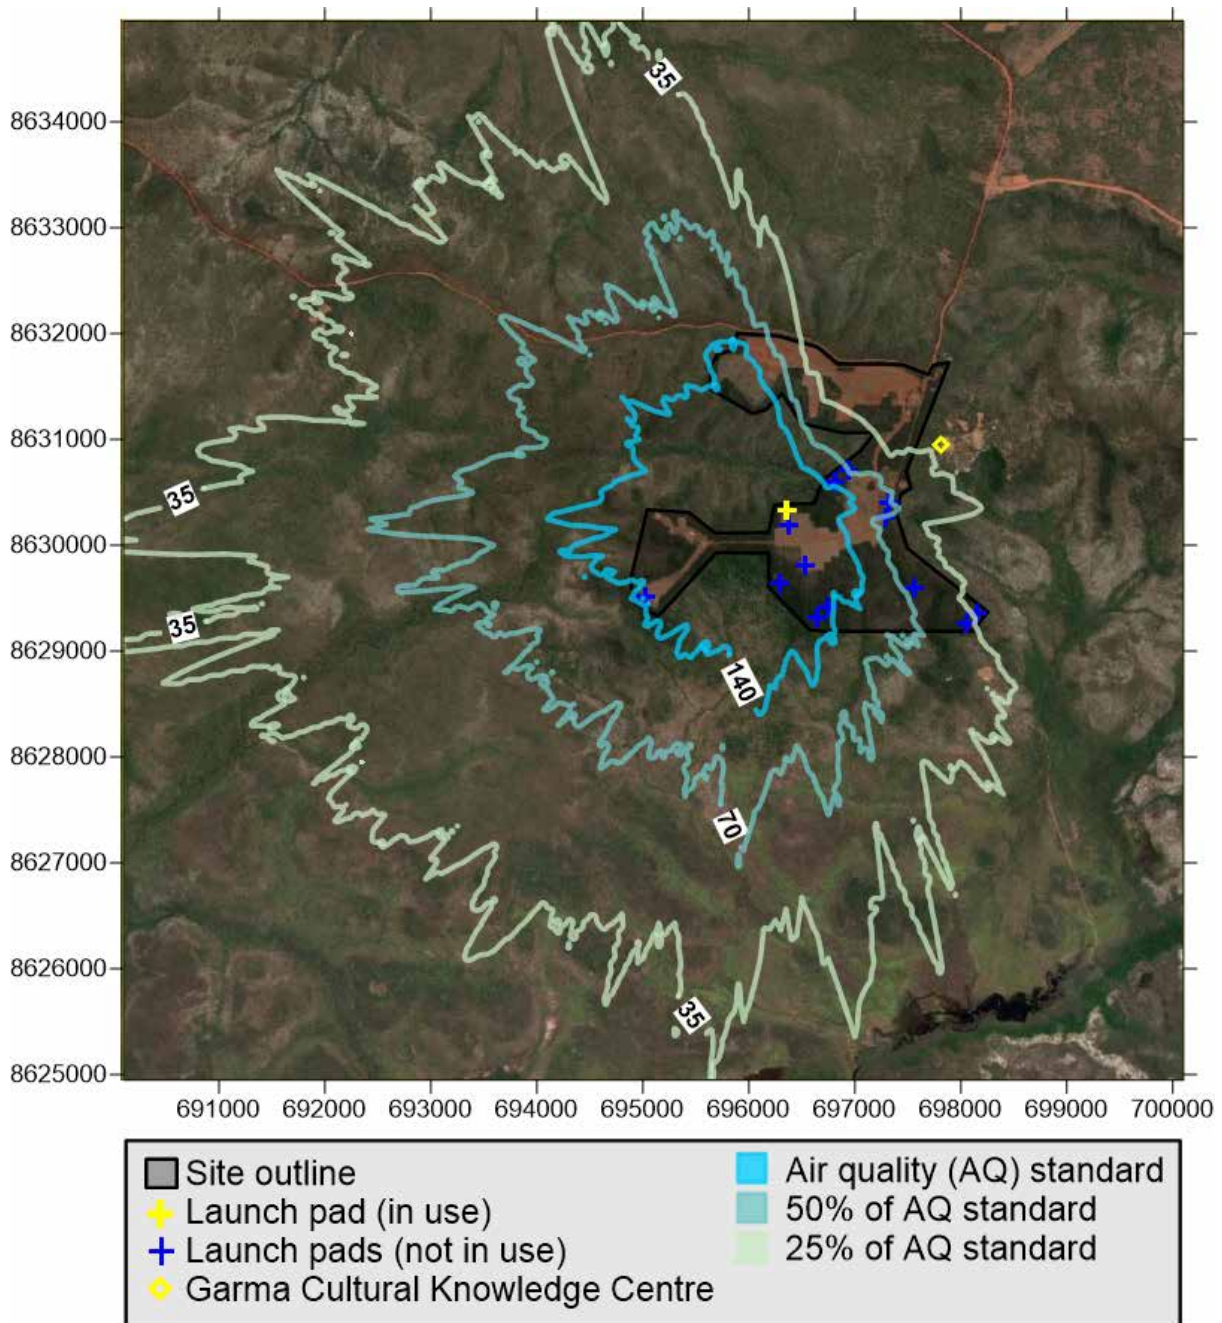 35
8634000
8633000
8632000
8631000
35
8630000
35
8629000
140
8628000
70
8627000
8626000
35
8625000
691000 692000 693000 694000 695000 696000 697000 698000 699000 700000
Site outline
Launch pad (in use)
Launch pads (not in use)
Garma Cultural Knowledge Centre
Air quality (AQ) standard
50% of AQ standard
25% of AQ standard